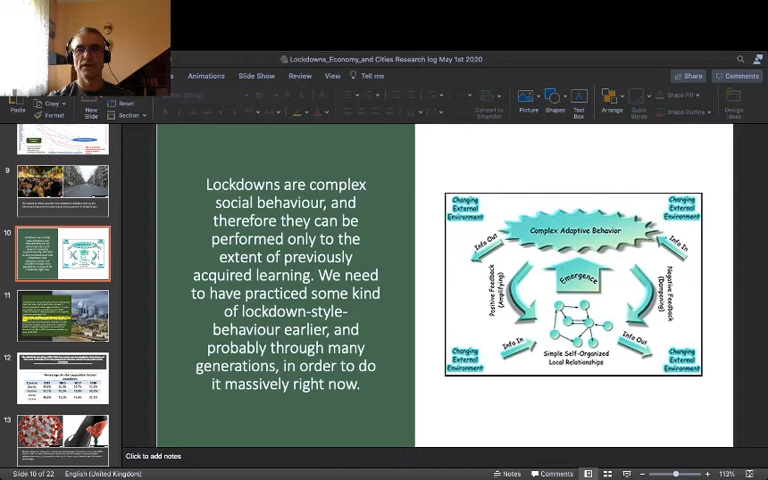 Lockdowns_Economy_and Cities Research log May 1st 2020
Animations
Slide Show
Review
View
Tell me
Share
Comments
Paste
Copy
Format
New
Slide
Reset
Section
Convert to
SmartArt
Picture
Shapes
Text
Box
Arrange
Quick
Styles
Shape Fill
Shape Outline
Design
Ideas
9
10
11
12
13
Lockdowns are complex
social behaviour, and
therefore they can be
performed only to the
extent of previously
acquired learning. We need
to have practiced some kind
of lockdown-style-
behaviour earlier, and
probably through many
generations, in order to do
it massively right now.
Changing
External
Environment
Changing
External
Environment
Complex Adaptive Behavior
Info Out
Info In
Positive Feedback
(Amplifying)
Emergence
Negative Feedback
(Dampening)
Info In
Info Out
Changing
External
Environment
Simple Self-Organized
Local Relationships
Changing
External
Environment
Click to add notes
Slide 10 of 22
English (United Kingdom)
Notes
Comments
113%